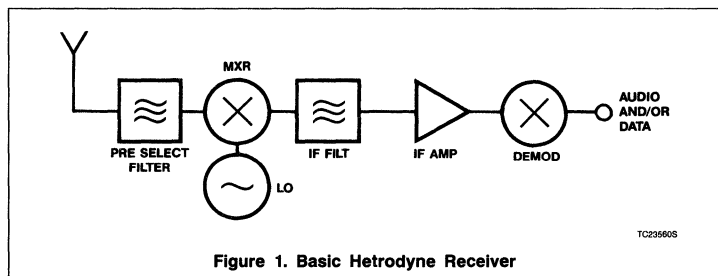 MXR
PRE SELECT
FILTER
LO
IF FILT
IF AMP
DEMOD
AUDIO
AND/OR
DATA
TC23560S
Figure 1. Basic Hetrodyne Receiver